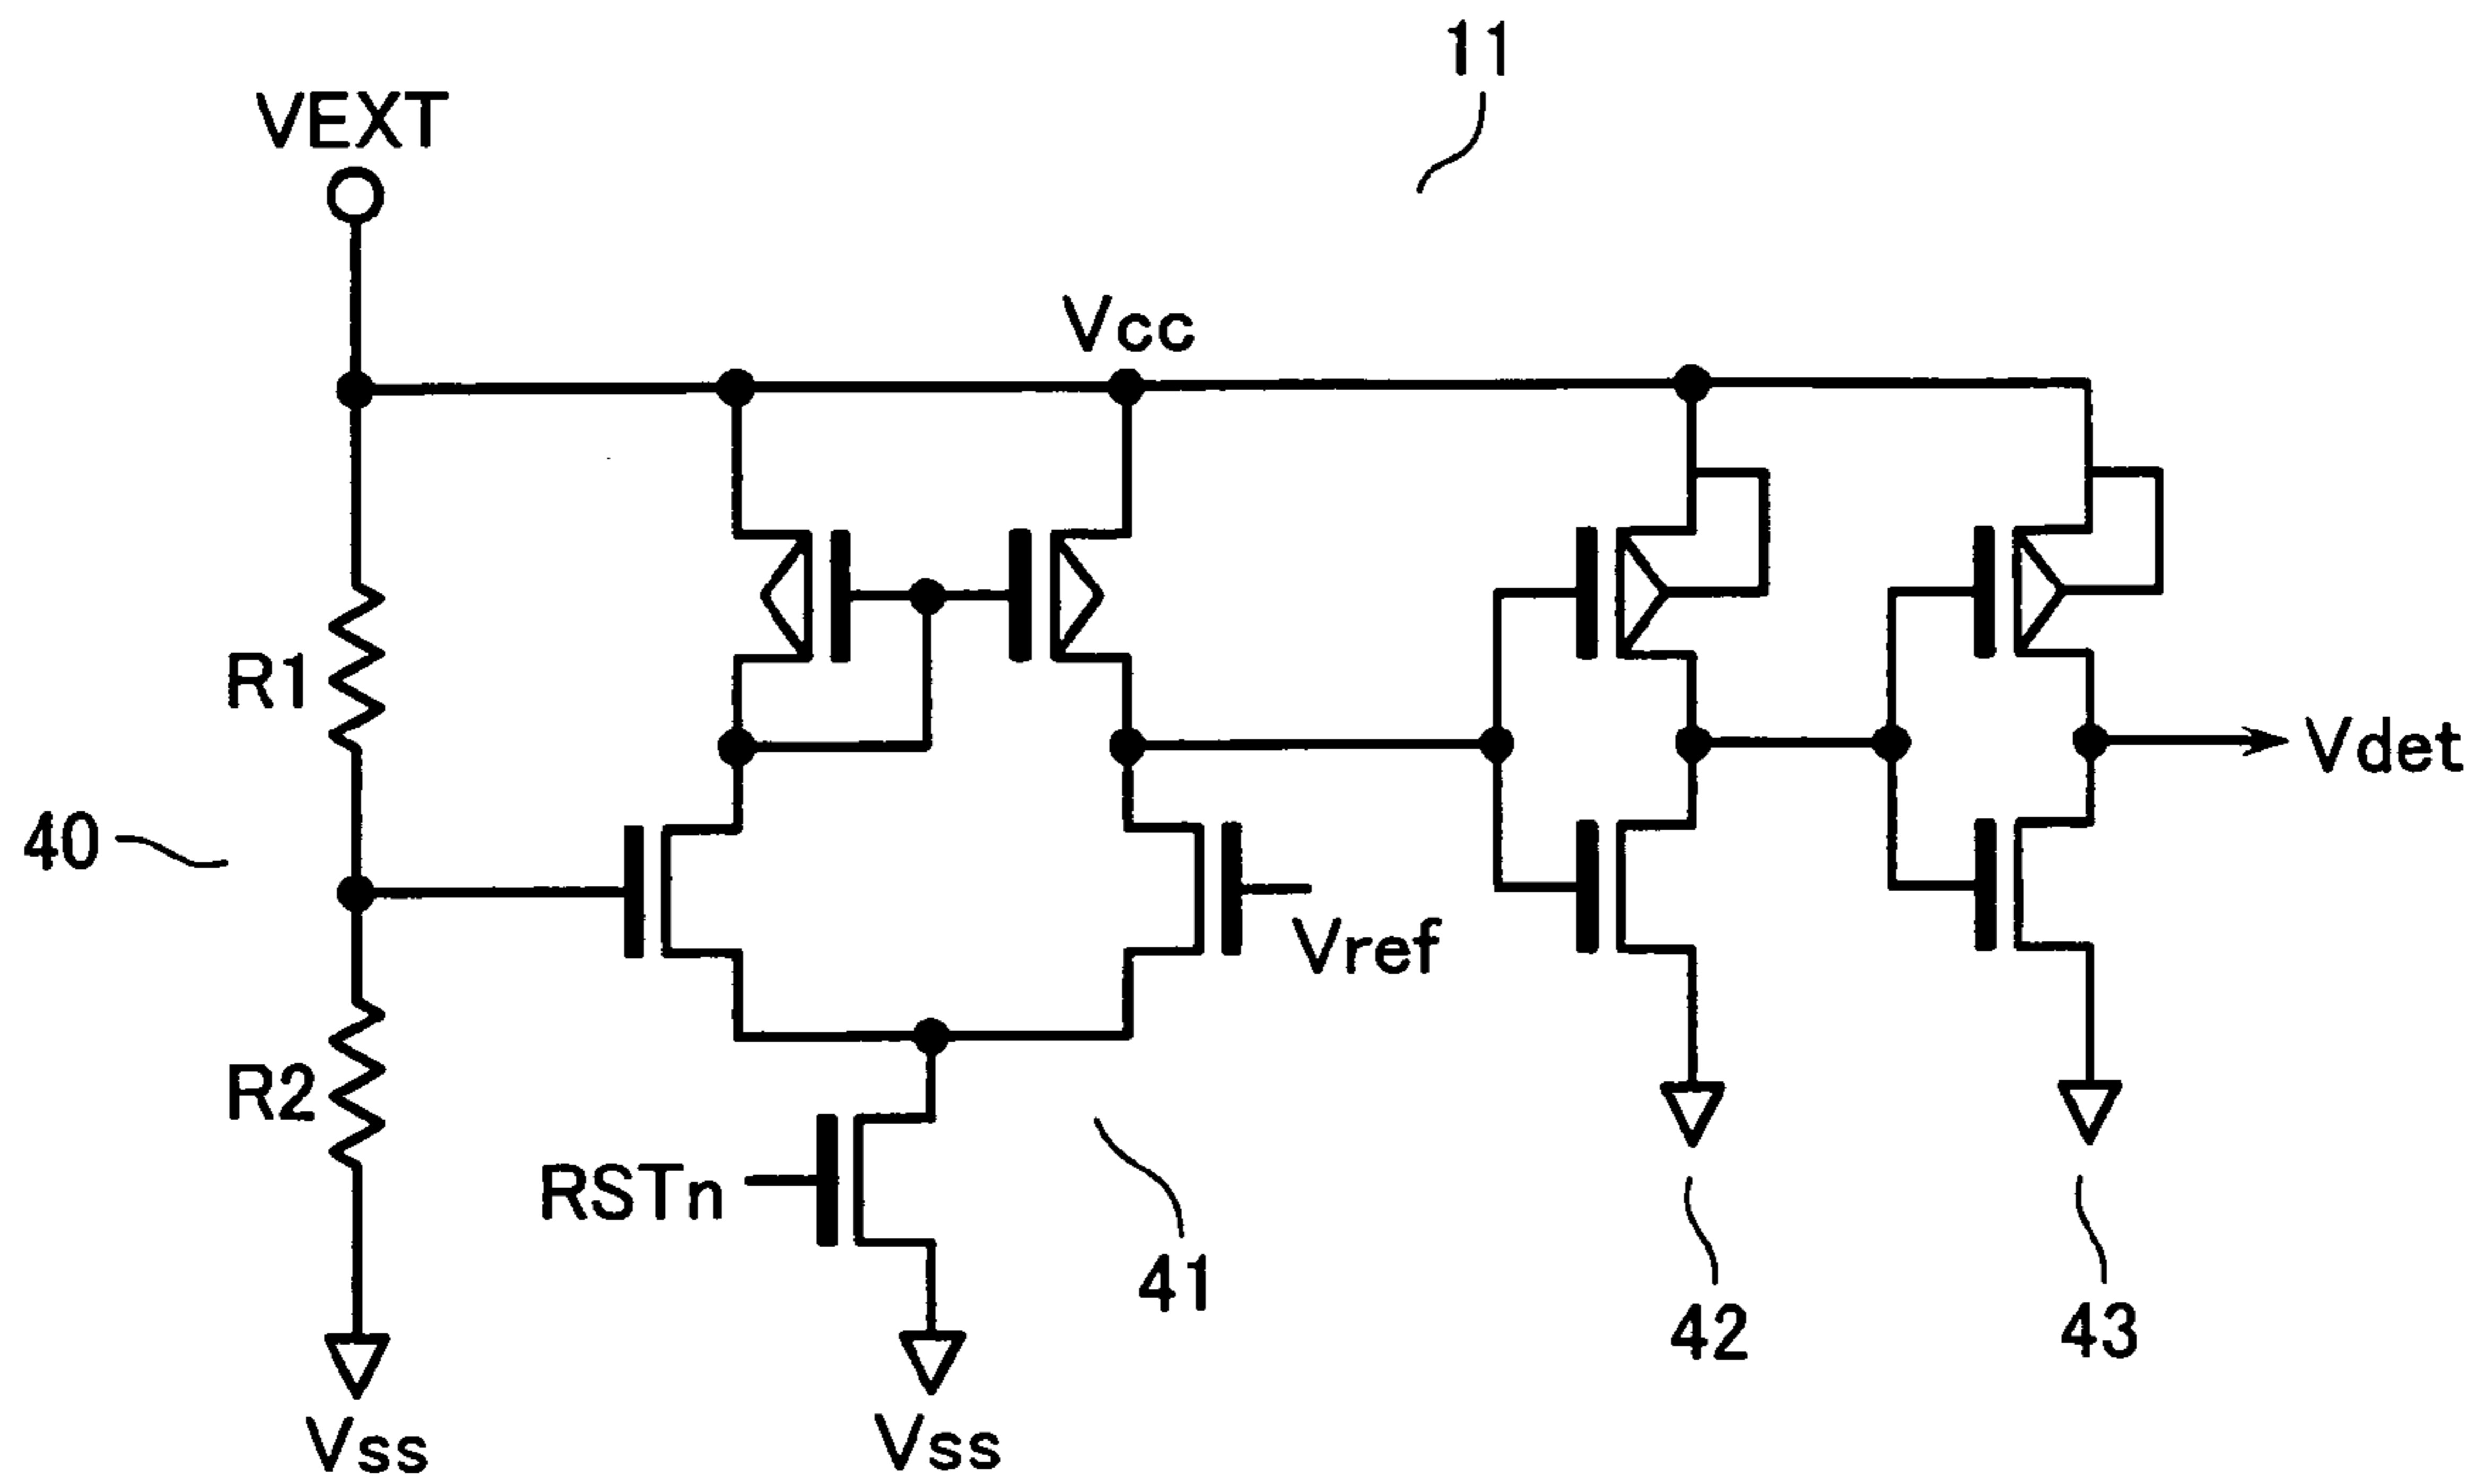 11
VEXT
Vcc
R1
Vdet
40
Vref
R2
RSTn
41
42
43
Vss
Vss